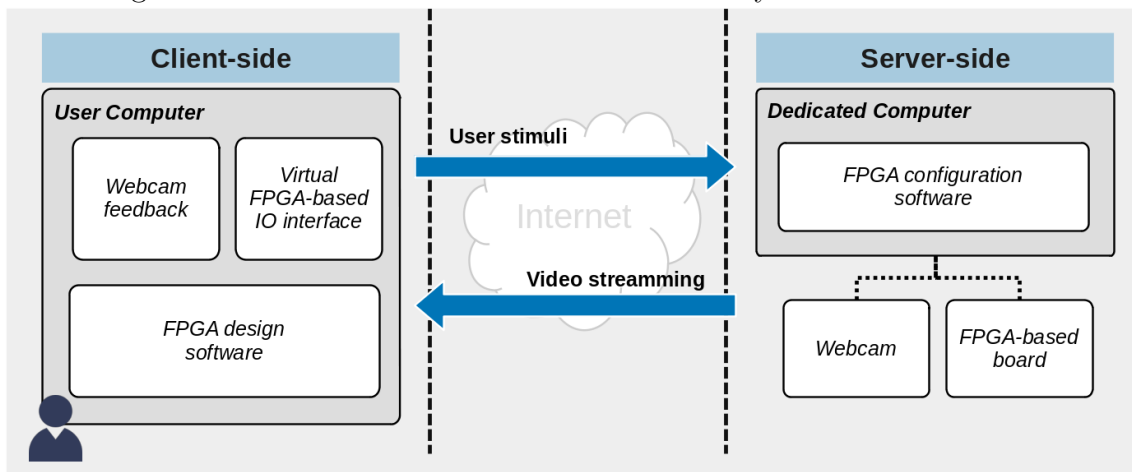 Client-side
Server-side
User Computer
Webcam
feedback
Virtual
FPGA-based
IO interface
FPGA design
software
User stimuli
Internet
Video streamming
Dedicated Computer
FPGA configuration
software
Webcam
FPGA-based
board